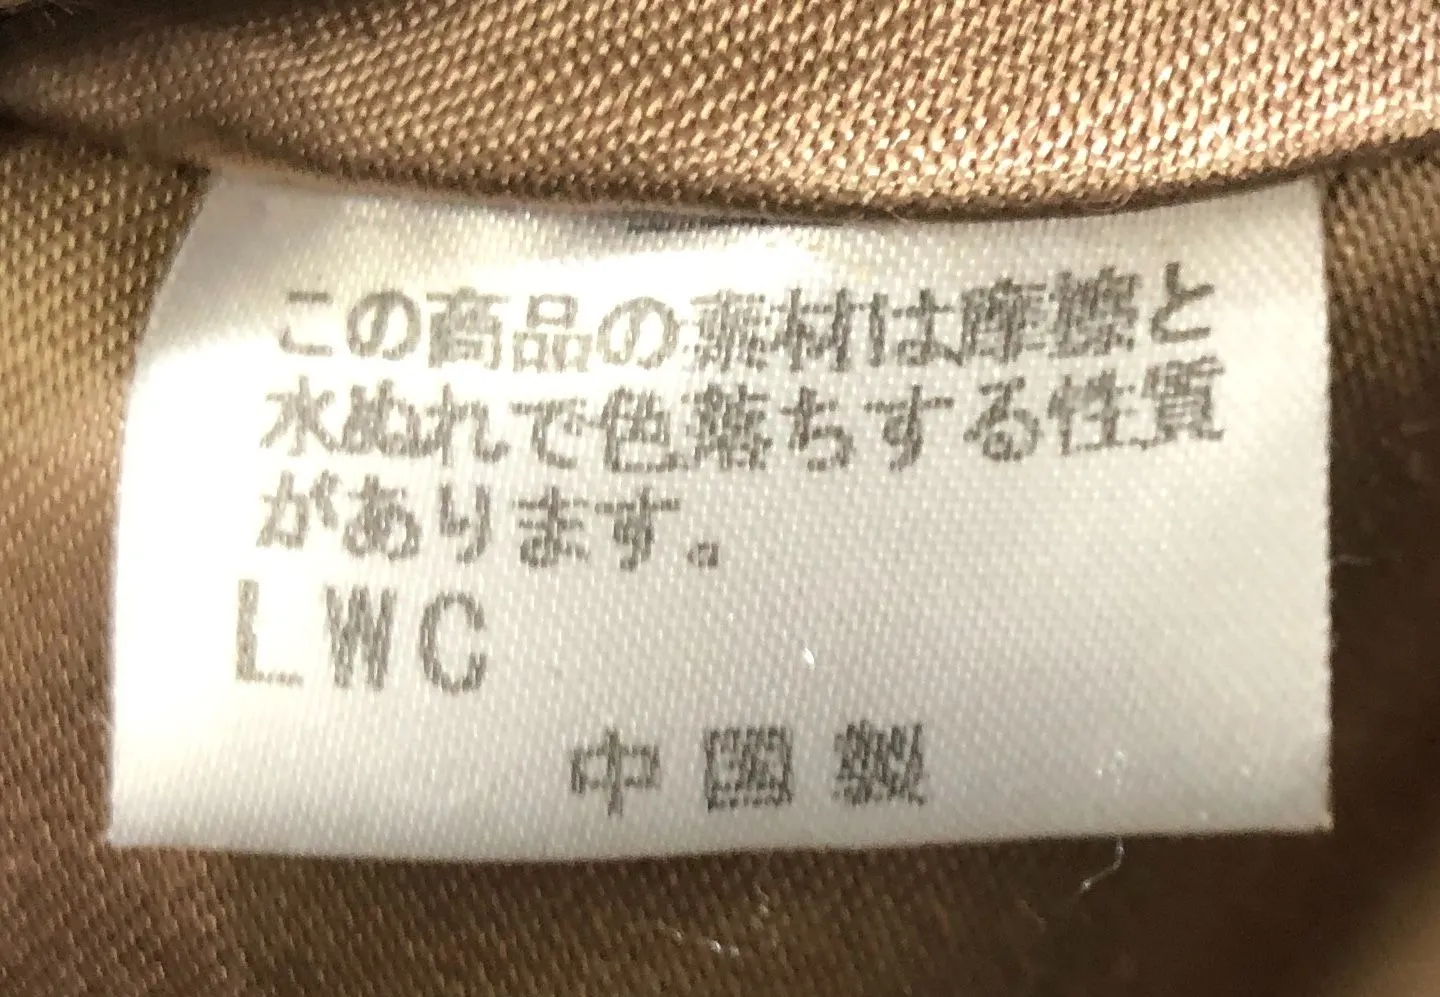 この商品の素材は摩擦と
水ぬれで色落ちする性質
があります。
LWC
中国製